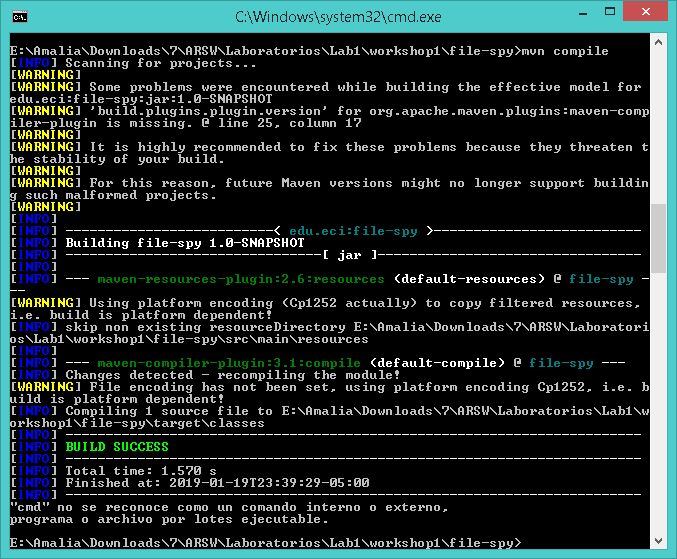 C:\Windows\system32\cmd.exe
E:\Amalia\Downloads\7\ARSW\Laboratorios\Lab1\workshop1\file-spy>mvn compile
[INFO] Scanning for projects...
[WARNING]
[WARNING] Some problems were encountered while building the effective model for
edu.eci:file-spy:jar:1.0-SNAPSHOT
[WARNING] 'build.plugins.plugin.version' for org.apache.maven.plugins:maven-comp
iler-plugin is missing. @ line 25, column 17
[WARNING]
[WARNING] It is highly recommended to fix these problems because they threaten t
he stability of your build.
[WARNING]
[WARNING] For this reason, future Maven versions might no longer support buildin
g such malformed projects.
[WARNING]
[INFO]
[INFO] --------------------------< edu.eci:file-spy >--------------------------
[INFO] Building file-spy 1.0-SNAPSHOT
[INFO] --------------------------------[ jar ]---------------------------------
[INFO]
[INFO] --- maven-resources-plugin:2.6:resources (default-resources) @ file-spy -
--
[WARNING] Using platform encoding (Cp1252 actually) to copy filtered resources,
i.e. build is platform dependent!
[INFO] skip non existing resourceDirectory E:\Amalia\Downloads\7\ARSW\Laboratori
os\Lab1\workshop1\file-spy\src\main\resources
[INFO]
[INFO] --- maven-compiler-plugin:3.1:compile (default-compile) @ file-spy ---
[INFO] Changes detected - recompiling the module!
[WARNING] File encoding has not been set, using platform encoding Cp1252, i.e. b
uild is platform dependent!
[INFO] Compiling 1 source file to E:\Amalia\Downloads\7\ARSW\Laboratorios\Lab1\w
orkshop1\file-spy\target\classes
[INFO] ------------------------------------------------------------------------
[INFO] BUILD SUCCESS
[INFO] ------------------------------------------------------------------------
[INFO] Total time: 1.570 s
[INFO] Finished at: 2019-01-19T23:39:29-05:00
[INFO] ------------------------------------------------------------------------
"cmd" no se reconoce como un comando interno o externo,
programa o archivo por lotes ejecutable.
E:\Amalia\Downloads\7\ARSW\Laboratorios\Lab1\workshop1\file-spy>